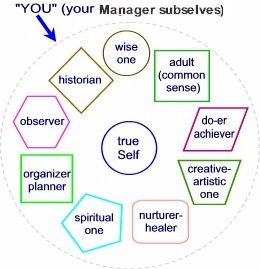 "YOU" (your Manager subselves)
wise
one
adult
(common
sense)
historian
observer
do-er
achiever
true
Self
organizer
planner
creative-
artistic
one
spiritual
one
nurturer-
healer